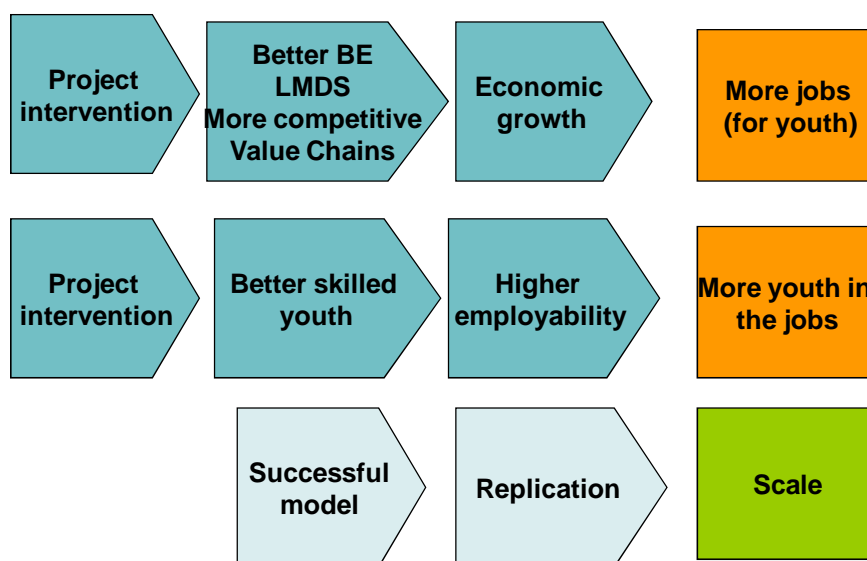 Project
intervention
Better BE
LMDS
More competitive
Value Chains
Economic
growth
More jobs
(for youth)
Project
intervention
Better skilled
youth
Higher
employability
More youth in
the jobs
Successful
model
Replication
Scale